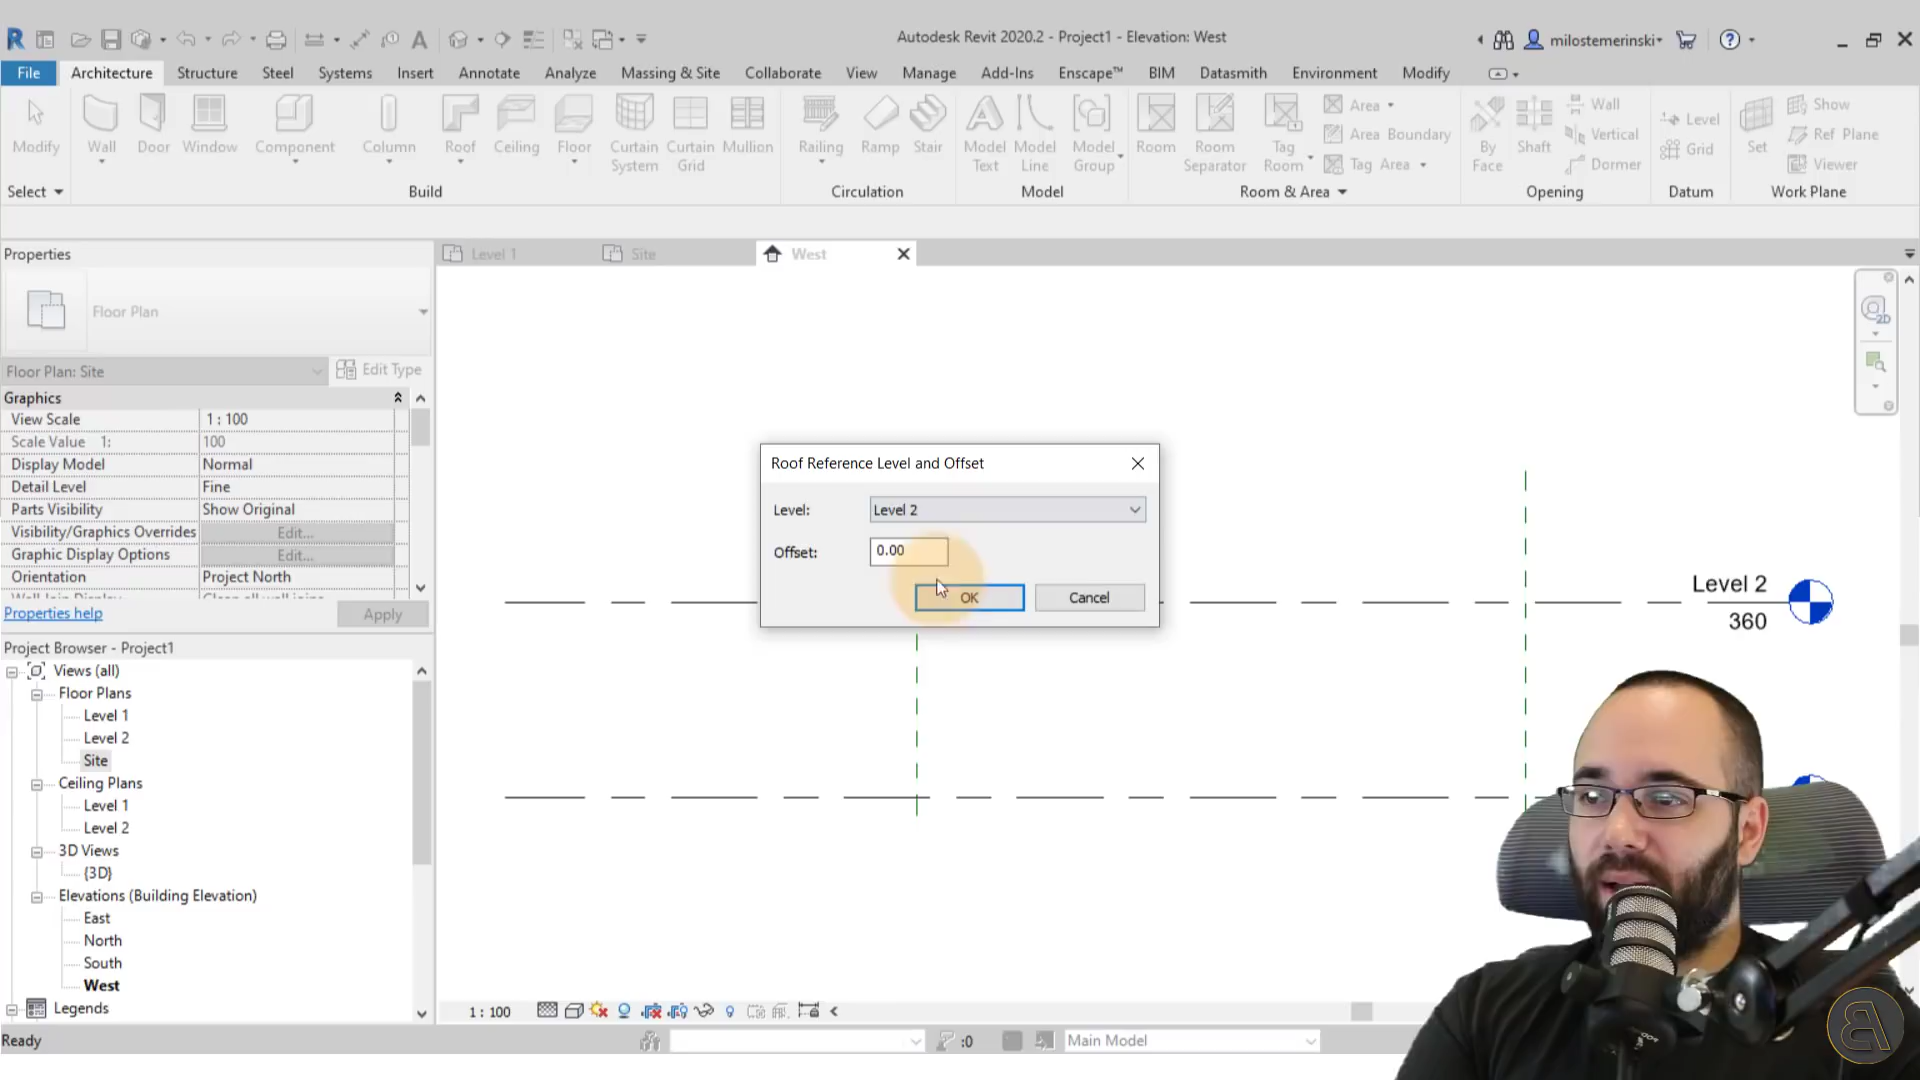 Autodesk Revit 2020.2 - Project1 - Elevation: West
milostemerinski
File Architecture Structure Steel Systems Insert Annotate Analyze Massing & Site Collaborate View Manage Add-Ins Enscape™ BIM Datasmith Environment Modify
Modify Wall Door Window Component Column Roof Ceiling Floor Curtain System Curtain Grid Mullion Railing Ramp Stair Model Text Model Line Model Group Room Room Separator Tag Room
Area
Area Boundary
Tag Area
By Face Shaft
Wall
Vertical
Dormer
Level
Grid
Set
Show
Ref Plane
Viewer
Select Build Circulation Model Room & Area Opening Datum Work Plane
Properties
Level 1 Site West
Floor Plan
Floor Plan: Site Edit Type
Graphics
View Scale 1 : 100
Scale Value 1: 100
Display Model Normal
Detail Level Fine
Parts Visibility Show Original
Visibility/Graphics Overrides Edit...
Graphic Display Options Edit...
Orientation Project North
Properties help Apply
Project Browser - Project1
Views (all)
Floor Plans
Level 1
Level 2
Site
Ceiling Plans
Level 1
Level 2
3D Views
{3D}
Elevations (Building Elevation)
East
North
South
West
Legends
2D
Roof Reference Level and Offset
Level: Level 2
Offset: 0.00
OK Cancel
Level 2
360
1 : 100
Ready
:0
Main Model